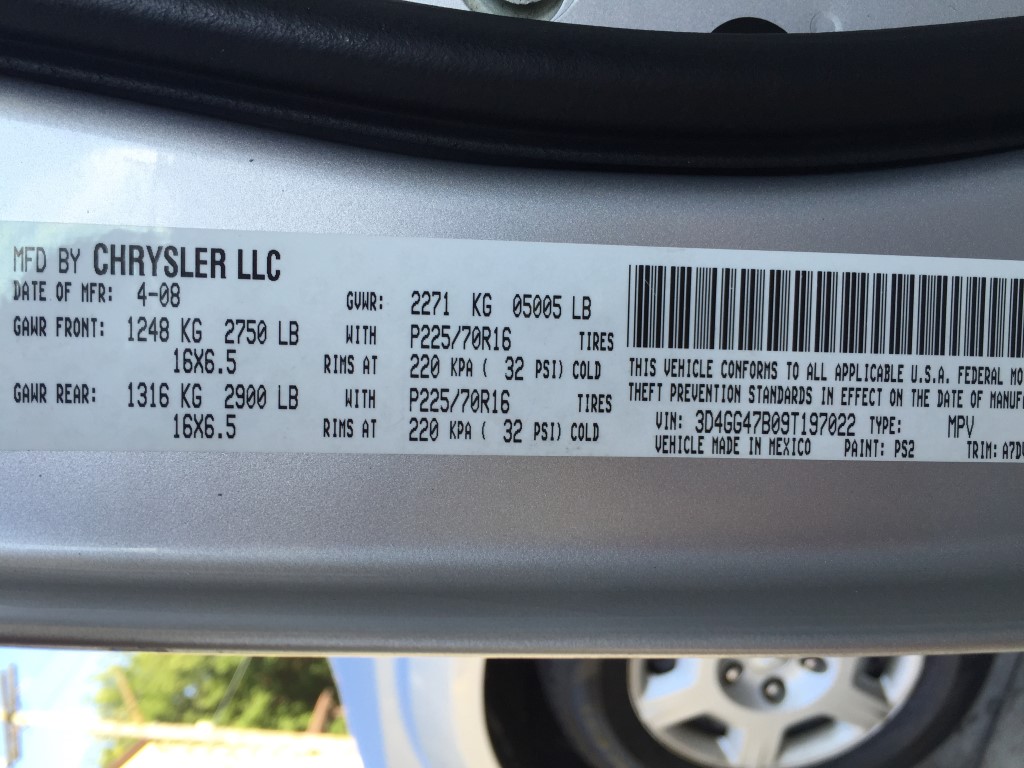 MFD BY CHRYSLER LLC
DATE OF MFR: 4-08 GVWR: 2271 KG 05005 LB
GAWR FRONT: 1248 KG 2750 LB WITH P225/70R16 TIRES
16X6.5 RIMS AT 220 KPA ( 32 PSI) COLD
GAWR REAR: 1316 KG 2900 LB WITH P225/70R16 TIRES
16X6.5 RIMS AT 220 KPA ( 32 PSI) COLD
THIS VEHICLE CONFORMS TO ALL APPLICABLE U.S.A. FEDERAL MO
THEFT PREVENTION STANDARDS IN EFFECT ON THE DATE OF MANUF
VIN: 3D4GG47B09T197022 TYPE: MPV
VEHICLE MADE IN MEXICO PAINT: PS2 TRIM: A7D